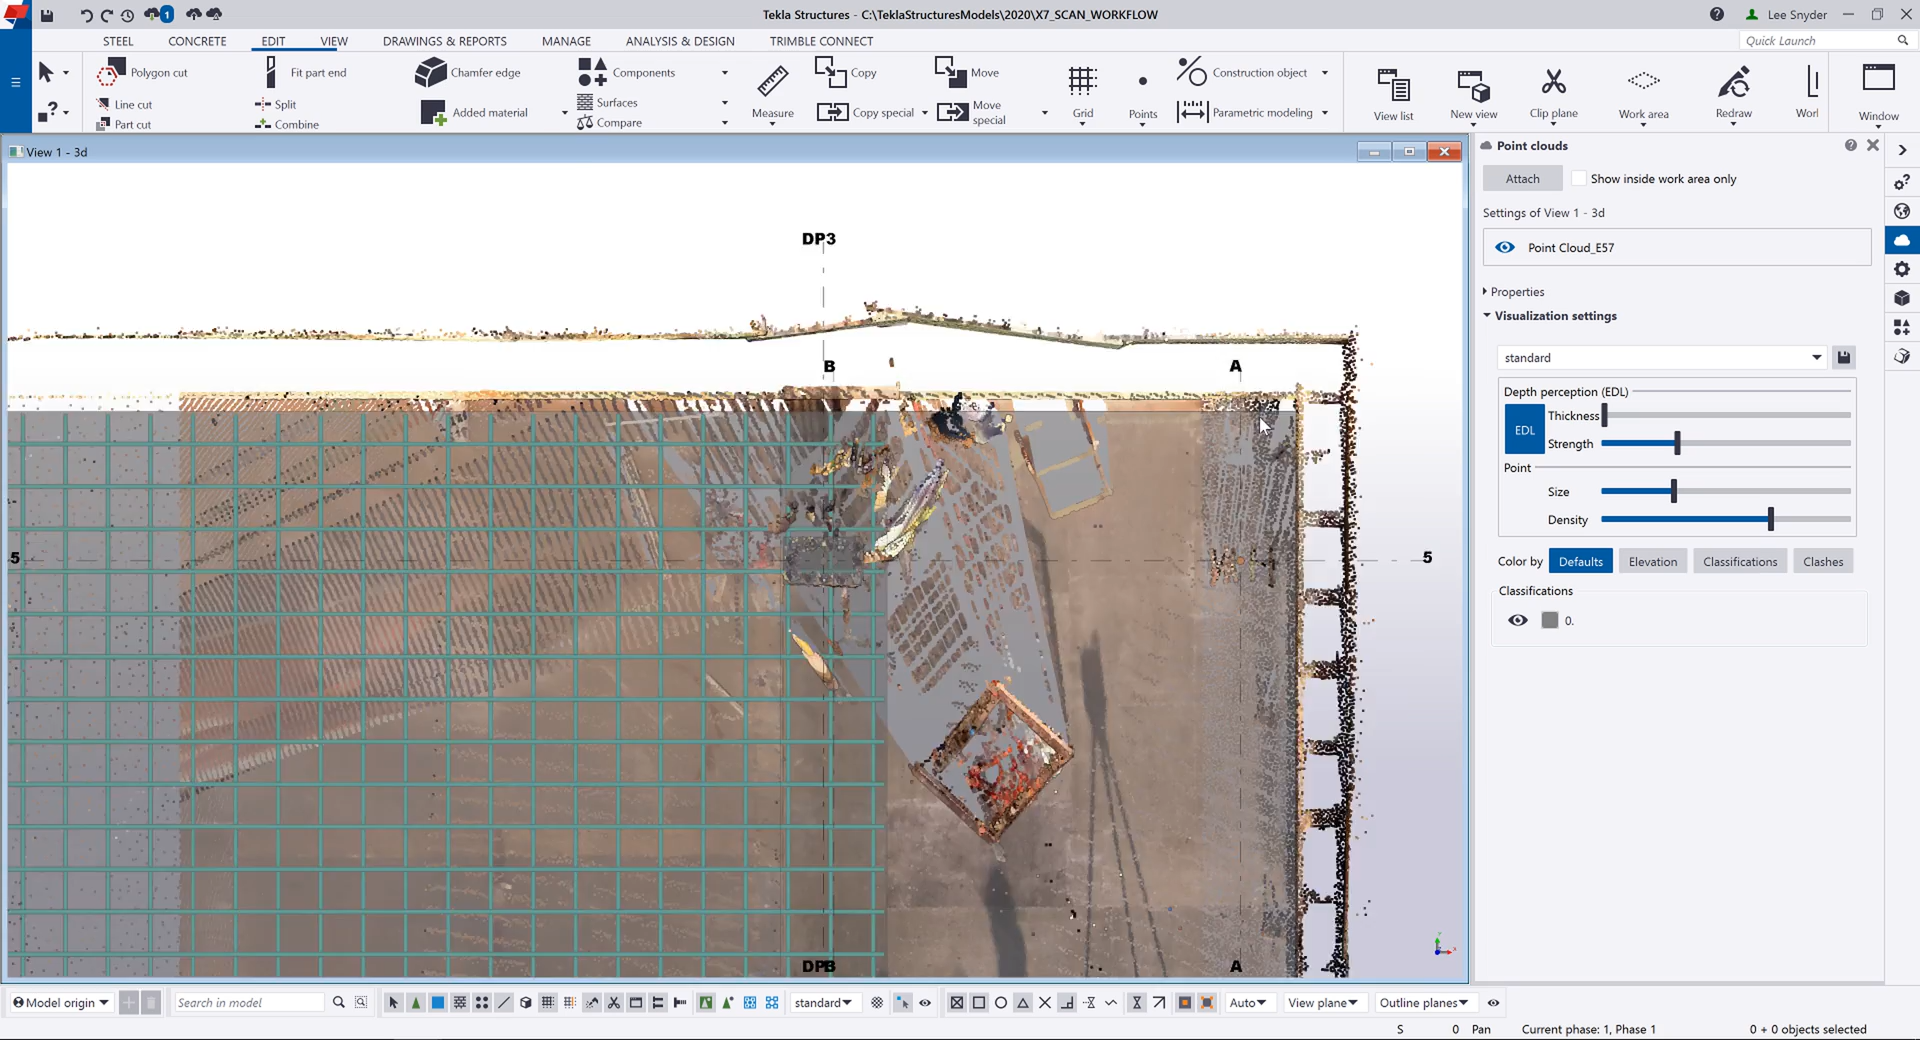 1
Tekla Structures - C:\TeklaStructuresModels\2020\X7_SCAN_WORKFLOW
Lee Snyder
STEEL CONCRETE EDIT VIEW DRAWINGS & REPORTS MANAGE ANALYSIS & DESIGN TRIMBLE CONNECT
Quick Launch
Polygon cut
Line cut
Part cut
Fit part end
Split
Combine
Chamfer edge
Added material
Components
Surfaces
Compare
Measure
Copy
Copy special
Move
Move special
Grid
Points
Construction object
Parametric modeling
View list
New view
Clip plane
Work area
Redraw
Worl
Window
View 1 - 3d
DP3
B
A
5
5
DPB
A
Point clouds
Attach
Show inside work area only
Settings of View 1 - 3d
Point Cloud_E57
Properties
Visualization settings
standard
Depth perception (EDL)
EDL
Thickness
Strength
Point
Size
Density
Color by Defaults Elevation Classifications Clashes
Classifications
0.
Model origin
Search in model
standard
Auto
View plane
Outline planes
S 0 Pan Current phase: 1, Phase 1 0 + 0 objects selected